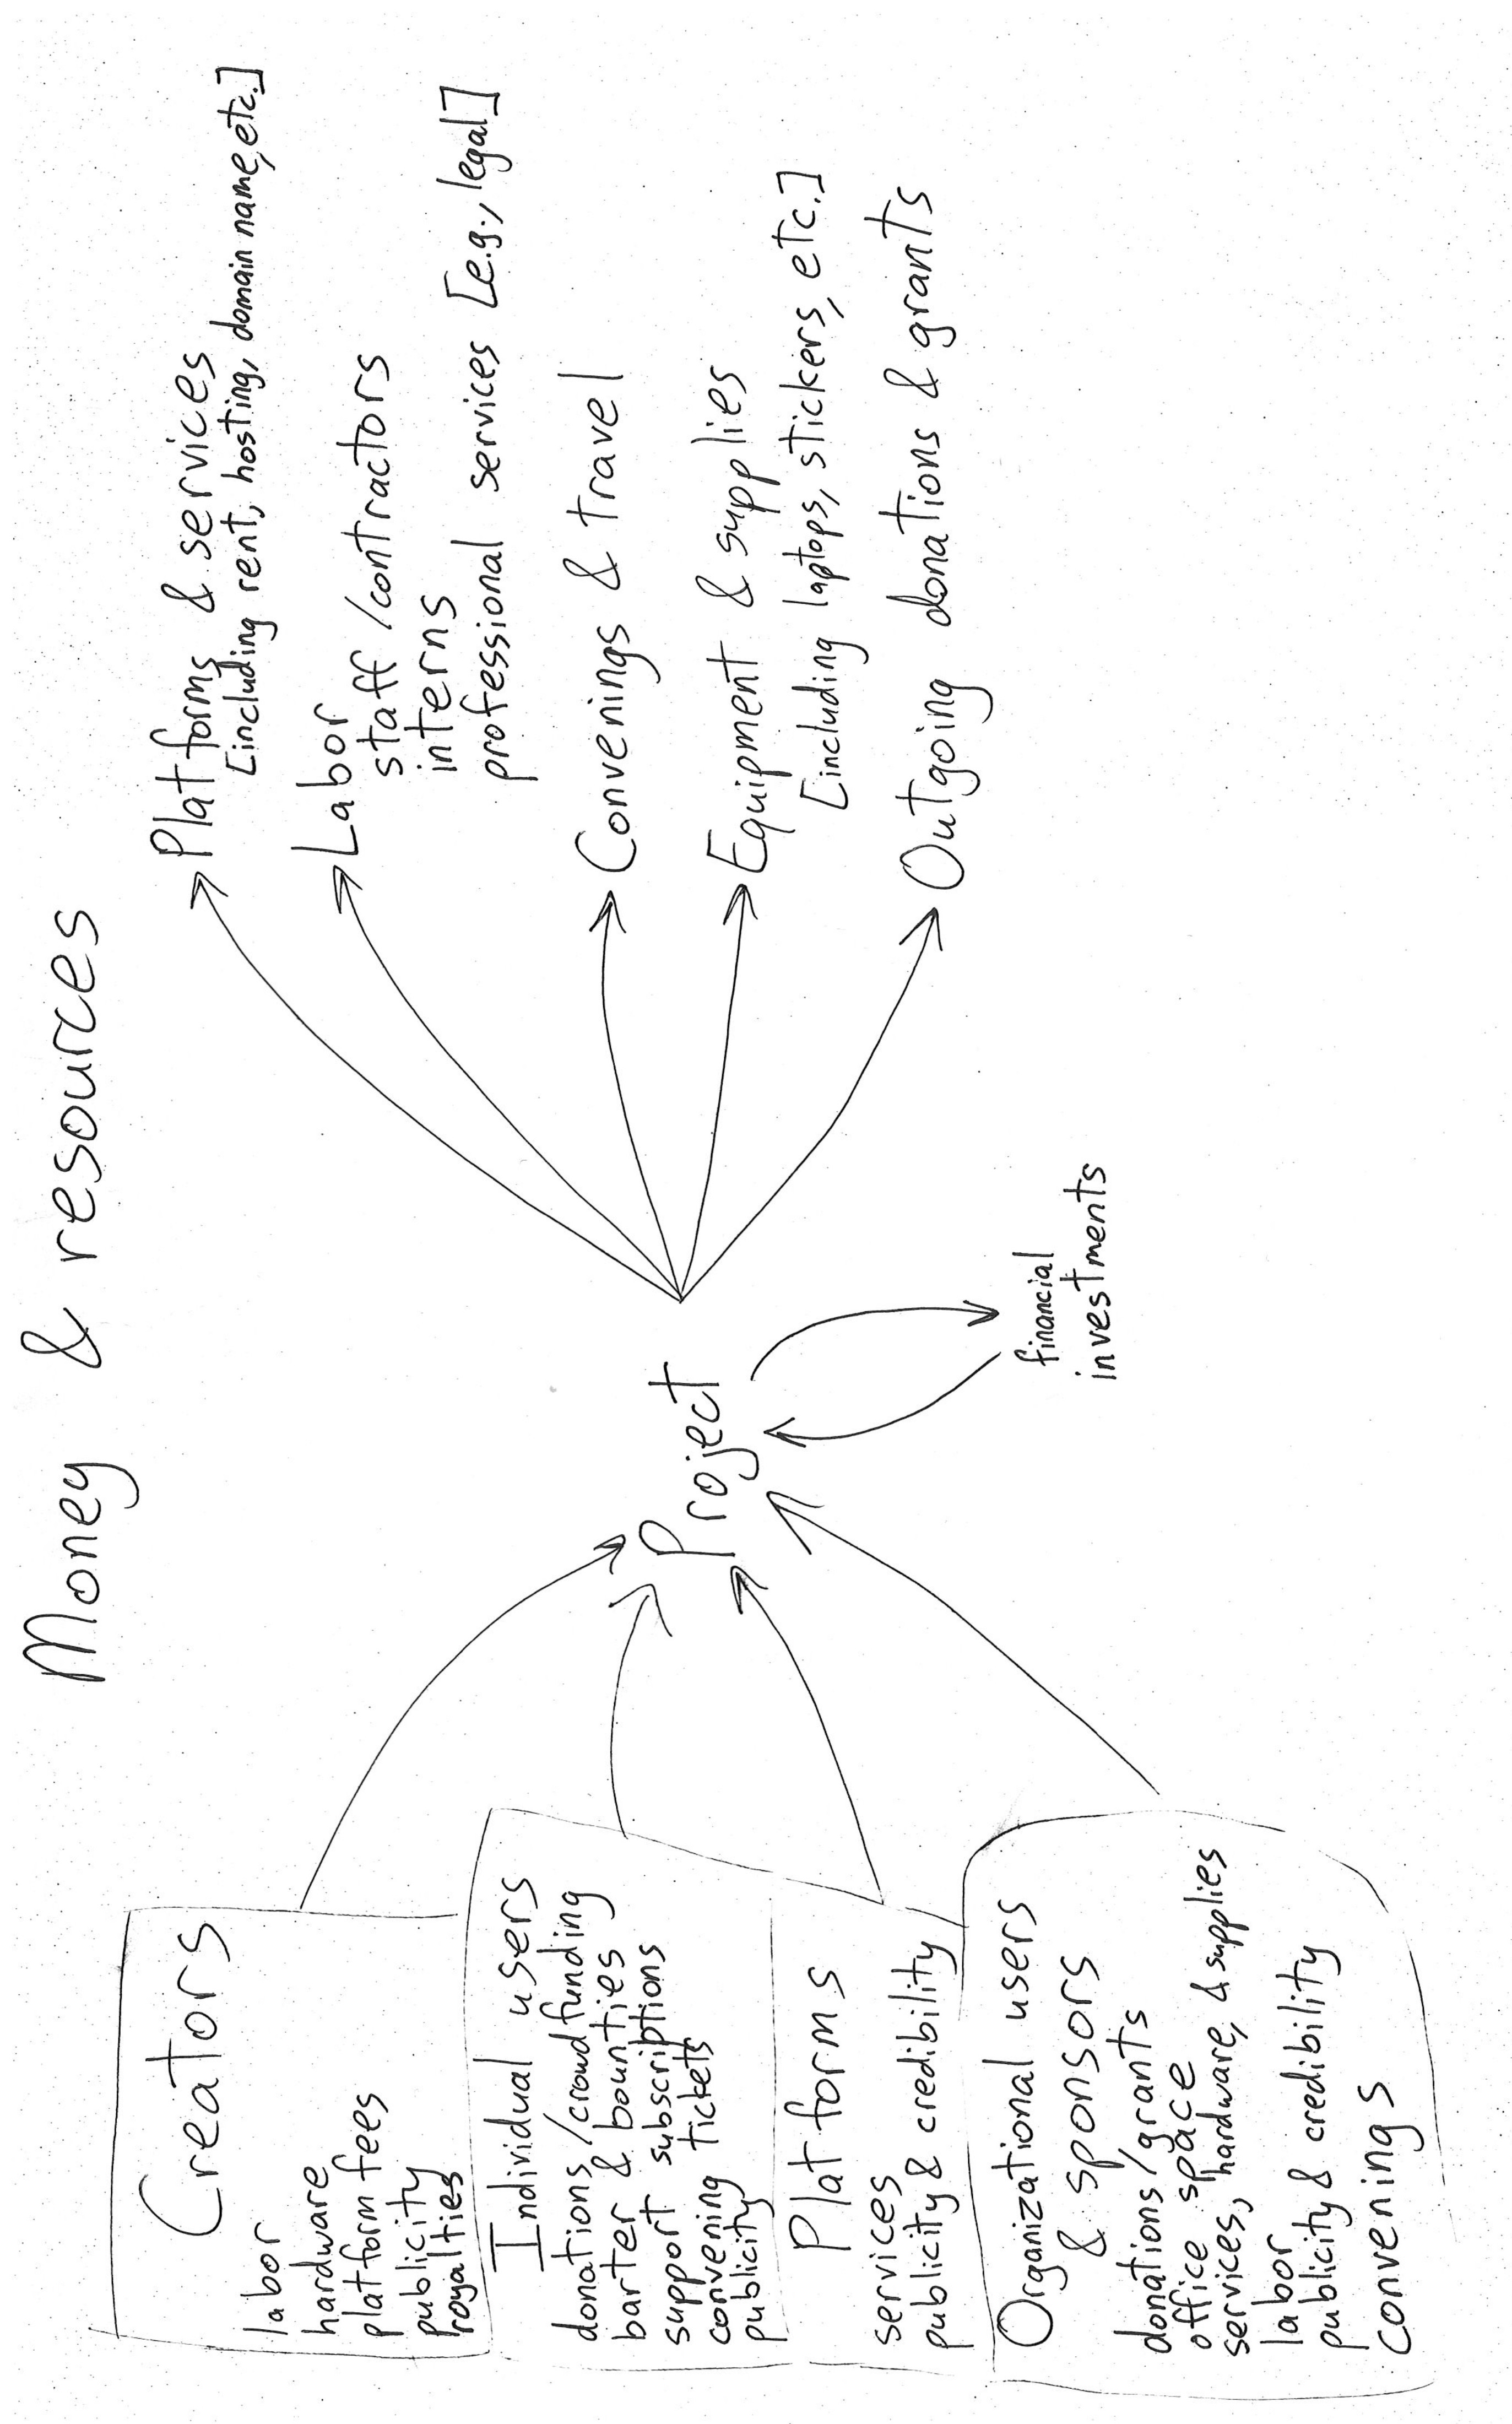 Money & resources
Creators
labor
hardware
platform fees
publicity
royalties
Individual users
donations/crowdfunding
barter & bounties
support subscriptions
convening tickets
publicity
Platforms
services
publicity & credibility
Organizational users
& sponsors
donations/grants
office space
services, hardware, & supplies
labor
publicity & credibility
convenings
Project
financial
investments
Platforms & services
[including rent, hosting, domain name, etc.]
Labor
staff/contractors
interns
professional services [e.g., legal]
Convenings & travel
Equipment & supplies
[including laptops, stickers, etc.]
Outgoing donations & grants